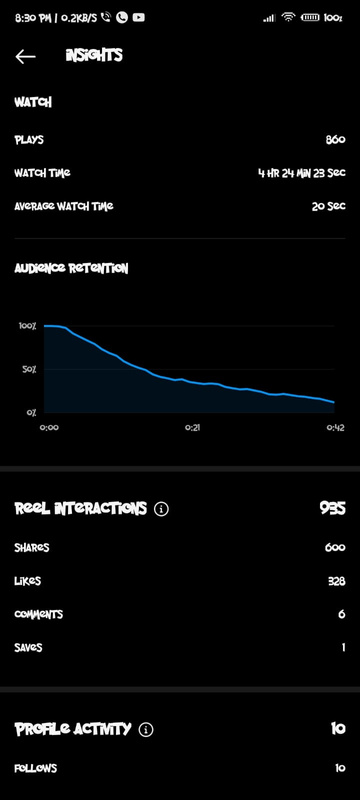 8:30 PM | 0.2KB/S 100%
INSIGHTS
WATCH
PLAYS 860
WATCH TIME 4 HR 24 MIN 23 SEC
AVERAGE WATCH TIME 20 SEC
AUDIENCE RETENTION
100%
50%
0%
0:00 0:21 0:42
REEL INTERACTIONS 935
SHARES 600
LIKES 328
COMMENTS 6
SAVES 1
PROFILE ACTIVITY 10
FOLLOWS 10